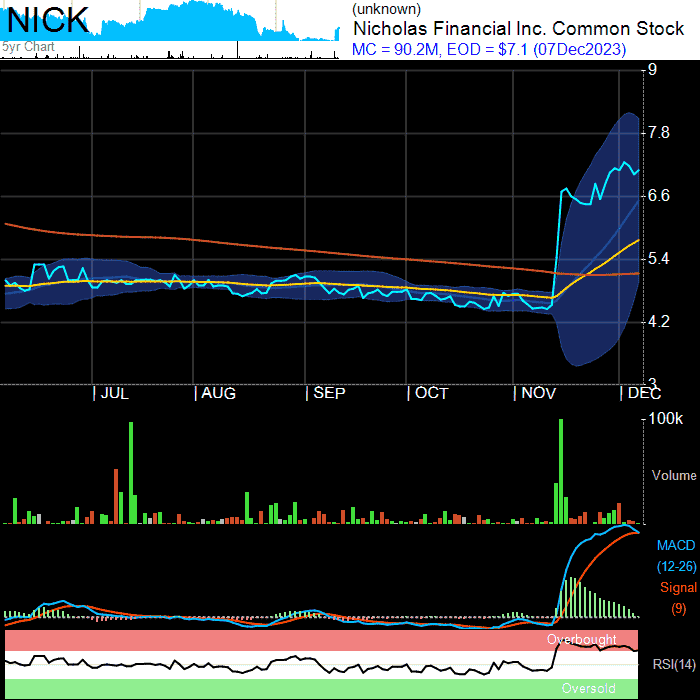 NICK
5yr Chart
(unknown)
Nicholas Financial Inc. Common Stock
MC = 90.2M, EOD = $7.1 (07Dec2023)
9
7.8
6.6
5.4
4.2
3
JUL AUG SEP OCT NOV DEC
100k
Volume
MACD
(12-26)
Signal
(9)
Overbought
RSI(14)
Oversold